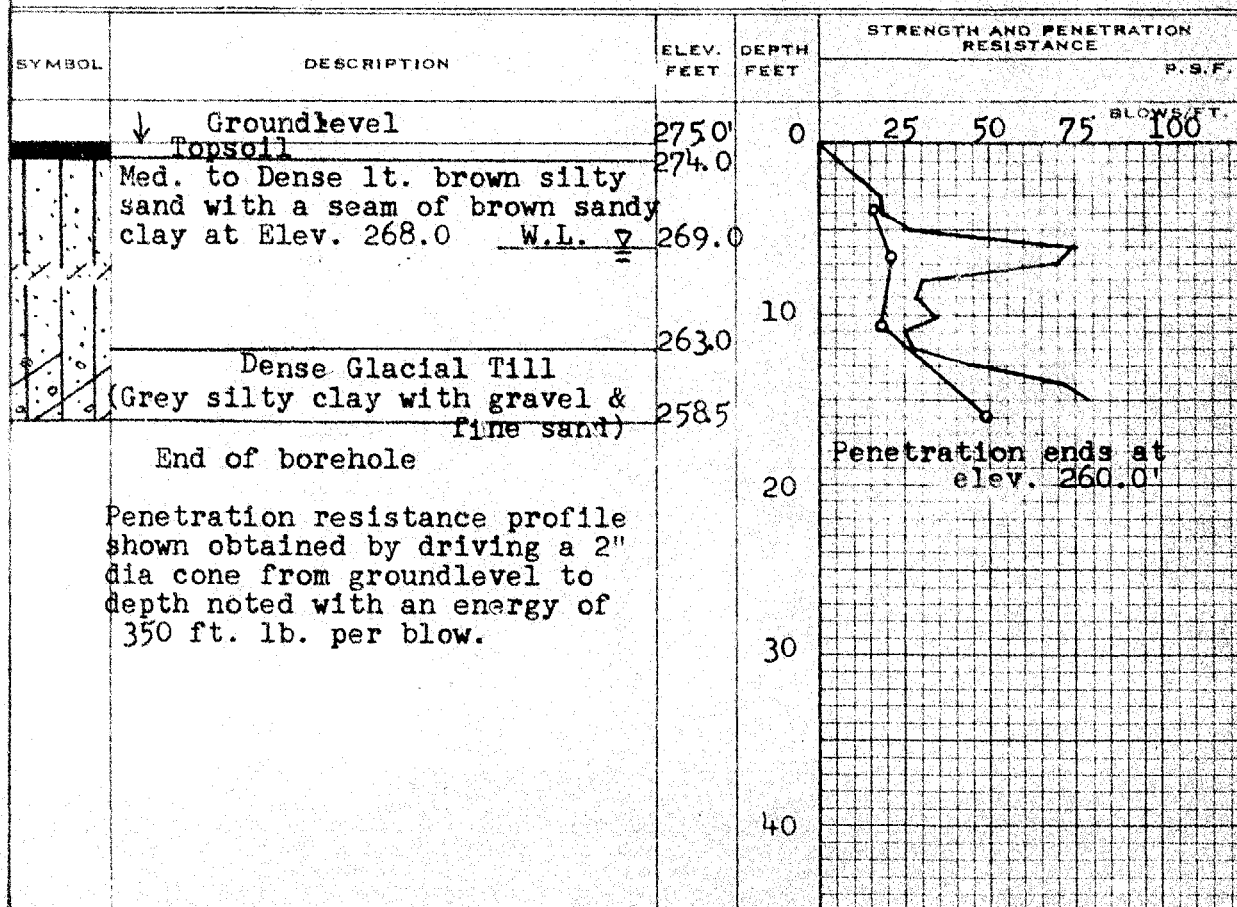 SYMBOL
DESCRIPTION
ELEV. FEET
DEPTH FEET
STRENGTH AND PENETRATION RESISTANCE
P.S.F.
BLOWS/FT.
25 50 75 100
Groundlevel 275.0' 0
Topsoil 274.0
Med. to Dense lt. brown silty
sand with a seam of brown sandy
clay at Elev. 268.0 W.L. 269.0
10
263.0
Dense Glacial Till
(Grey silty clay with gravel &
fine sand) 258.5
End of borehole
Penetration ends at
elev. 260.0'
20
Penetration resistance profile
shown obtained by driving a 2"
dia cone from groundlevel to
depth noted with an energy of
350 ft. lb. per blow.
30
40